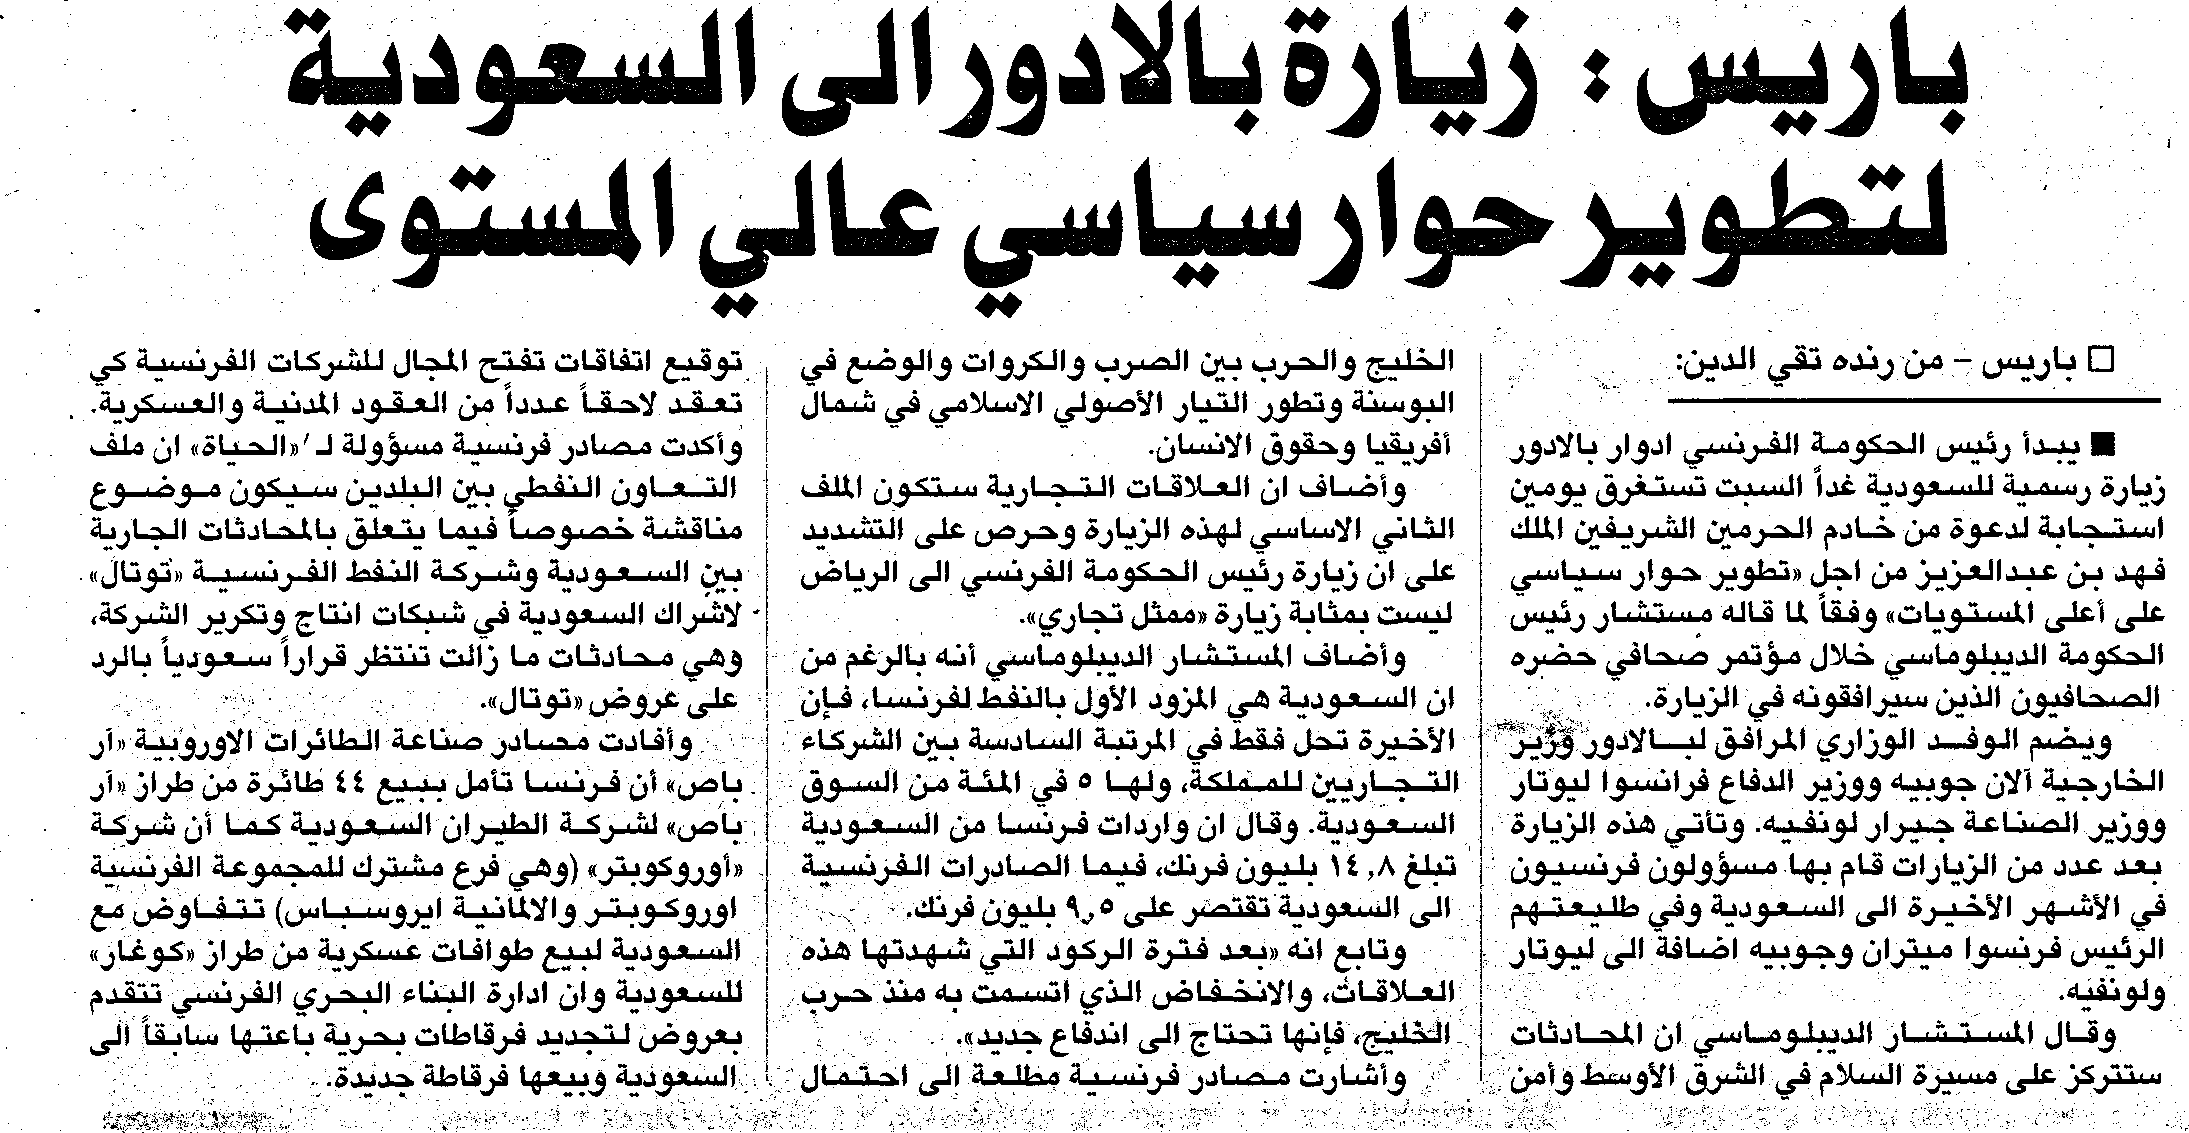 باريس : زيارة بالادور الى السعودية
لتطوير حوار سياسي عالي المستوى
□ باريس – من رنده تقي الدين:
■ يبدأ رئيس الحكومة الفرنسي ادوار بالادور
زيارة رسمية للسعودية غداً السبت تستغرق يومين
استجابة لدعوة من خادم الحرمين الشريفين الملك
فهد بن عبدالعزيز من اجل «تطوير حوار سياسي
على أعلى المستويات» وفقاً لما قاله مستشار رئيس
الحكومة الديبلوماسي خلال مؤتمر صحافي حضره
الصحافيون الذين سيرافقونه في الزيارة.
ويضم الوفد الوزاري المرافق لبالادور وزير
الخارجية آلان جوبيه ووزير الدفاع فرانسوا ليوتار
ووزير الصناعة جيرار لونفيه. وتأتي هذه الزيارة
بعد عدد من الزيارات قام بها مسؤولون فرنسيون
في الأشهر الأخيرة الى السعودية وفي طليعتهم
الرئيس فرنسوا ميتران وجوبيه اضافة الى ليوتار
ولونفيه.
وقال المستشار الديبلوماسي ان المحادثات
ستتركز على مسيرة السلام في الشرق الأوسط وأمن
الخليج والحرب بين الصرب والكروات والوضع في
البوسنة وتطور التيار الأصولي الاسلامي في شمال
أفريقيا وحقوق الانسان.
وأضاف ان العلاقات التجارية ستكون الملف
الثاني الاساسي لهذه الزيارة وحرص على التشديد
على ان زيارة رئيس الحكومة الفرنسي الى الرياض
ليست بمثابة زيارة «ممثل تجاري».
وأضاف المستشار الديبلوماسي أنه بالرغم من
ان السعودية هي المزود الأول بالنفط لفرنسا، فإن
الأخيرة تحل فقط في المرتبة السادسة بين الشركاء
التجاريين للمملكة، ولها ٥ في المئة من السوق
السعودية. وقال ان واردات فرنسا من السعودية
تبلغ ١٤,٨ بليون فرنك، فيما الصادرات الفرنسية
الى السعودية تقتصر على ٩,٥ بليون فرنك.
وتابع انه «بعد فترة الركود التي شهدتها هذه
العلاقات، والانخفاض الذي اتسمت به منذ حرب
الخليج، فإنها تحتاج الى اندفاع جديد».
وأشارت مصادر فرنسية مطلعة الى احتمال
توقيع اتفاقات تفتح المجال للشركات الفرنسية كي
تعقد لاحقاً عدداً من العقود المدنية والعسكرية.
وأكدت مصادر فرنسية مسؤولة لـ «الحياة» ان ملف
التعاون النفطي بين البلدين سيكون موضوع
مناقشة خصوصاً فيما يتعلق بالمحادثات الجارية
بين السعودية وشركة النفط الفرنسية «توتال»
لاشراك السعودية في شبكات انتاج وتكرير الشركة،
وهي محادثات ما زالت تنتظر قراراً سعودياً بالرد
على عروض «توتال».
وأفادت مصادر صناعة الطائرات الاوروبية «آر
باص» أن فرنسا تأمل ببيع ٤٤ طائرة من طراز «آر
باص» لشركة الطيران السعودية كما أن شركة
«أوروكوبتر» (وهي فرع مشترك للمجموعة الفرنسية
اوروكوبتر والالمانية ايروسباس) تتفاوض مع
السعودية لبيع طوافات عسكرية من طراز «كوغار»
للسعودية وان ادارة البناء البحري الفرنسي تتقدم
بعروض لتجديد فرقاطات بحرية باعتها سابقاً الى
السعودية وبيعها فرقاطة جديدة.